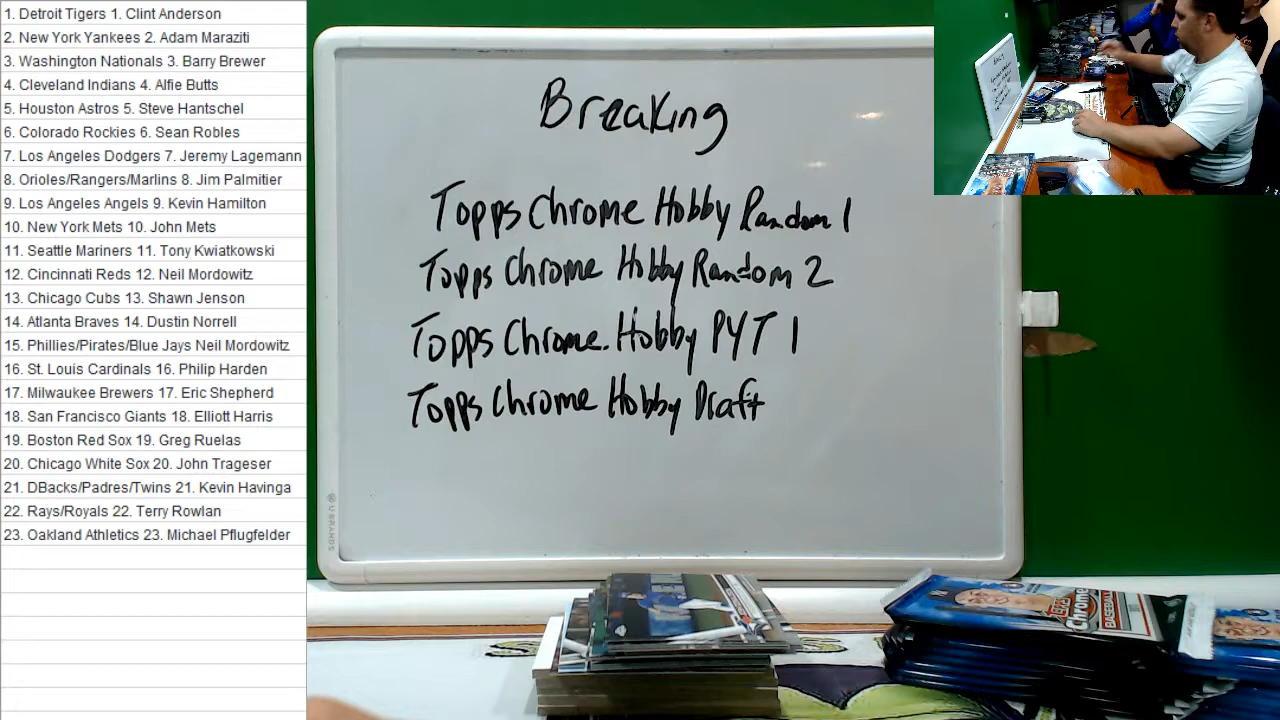 1. Detroit Tigers 1. Clint Anderson
2. New York Yankees 2. Adam Maraziti
3. Washington Nationals 3. Barry Brewer
4. Cleveland Indians 4. Alfie Butts
5. Houston Astros 5. Steve Hantschel
6. Colorado Rockies 6. Sean Robles
7. Los Angeles Dodgers 7. Jeremy Lagemann
8. Orioles/Rangers/Marlins 8. Jim Palmitier
9. Los Angeles Angels 9. Kevin Hamilton
10. New York Mets 10. John Mets
11. Seattle Mariners 11. Tony Kwiatkowski
12. Cincinnati Reds 12. Neil Mordowitz
13. Chicago Cubs 13. Shawn Jenson
14. Atlanta Braves 14. Dustin Norrell
15. Phillies/Pirates/Blue Jays Neil Mordowitz
16. St. Louis Cardinals 16. Philip Harden
17. Milwaukee Brewers 17. Eric Shepherd
18. San Francisco Giants 18. Elliott Harris
19. Boston Red Sox 19. Greg Ruelas
20. Chicago White Sox 20. John Trageser
21. DBacks/Padres/Twins 21. Kevin Havinga
22. Rays/Royals 22. Terry Rowlan
23. Oakland Athletics 23. Michael Pflugfelder
Breaking
Topps Chrome Hobby Random 1
Topps Chrome Hobby Random 2
Topps Chrome Hobby PYT 1
Topps Chrome Hobby Draft
U BRANDS
Topps
Chrome
BASEBALL